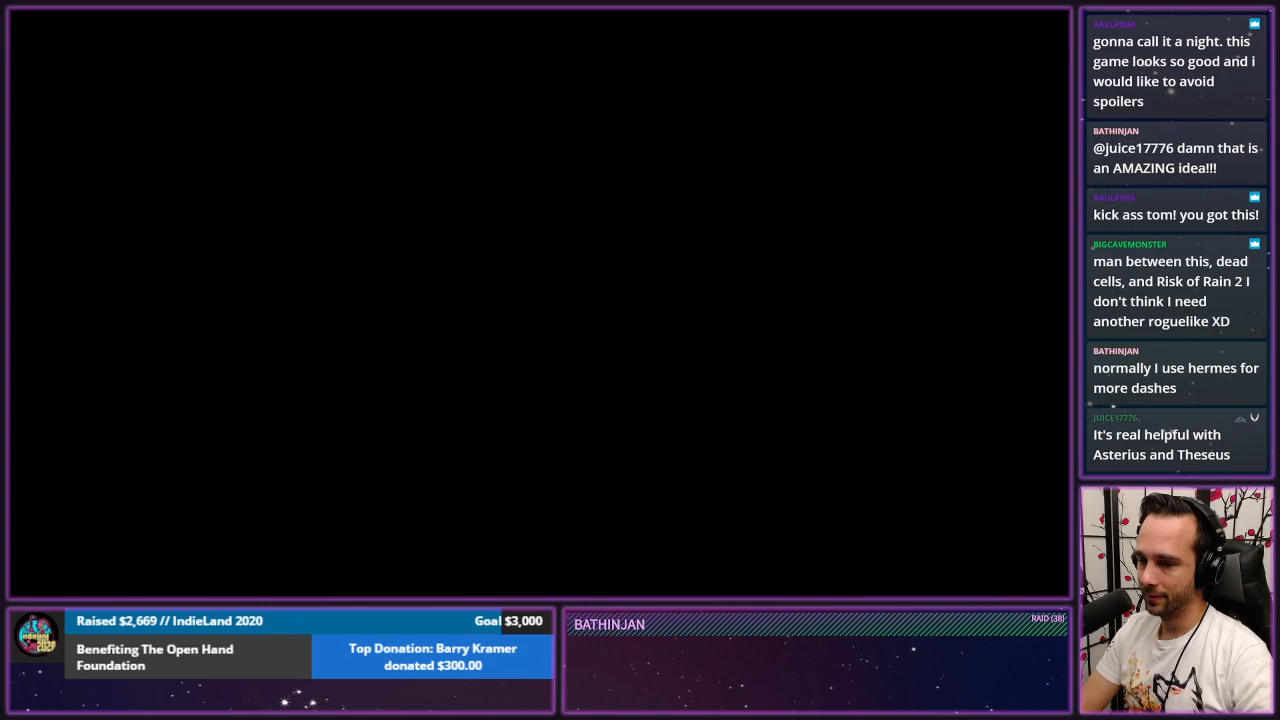 RAULPD96
gonna call it a night. this
game looks so good and i
would like to avoid
spoilers
BATHINJAN
@juice17776 damn that is
an AMAZING idea!!!
kick ass tom! you got this!
BIGCAVEMONSTER
man between this, dead
cells, and Risk of Rain 2 I
don't think I need
another roguelike XD
BATHINJAN
normally I use hermes for
more dashes
JUICE17776
It's real helpful with
Asterius and Theseus
Raised $2,669 // IndieLand 2020 Goal $3,000
Benefiting The Open Hand
Foundation
Top Donation: Barry Kramer
donated $300.00
indieland
2020
BATHINJAN RAID (38)